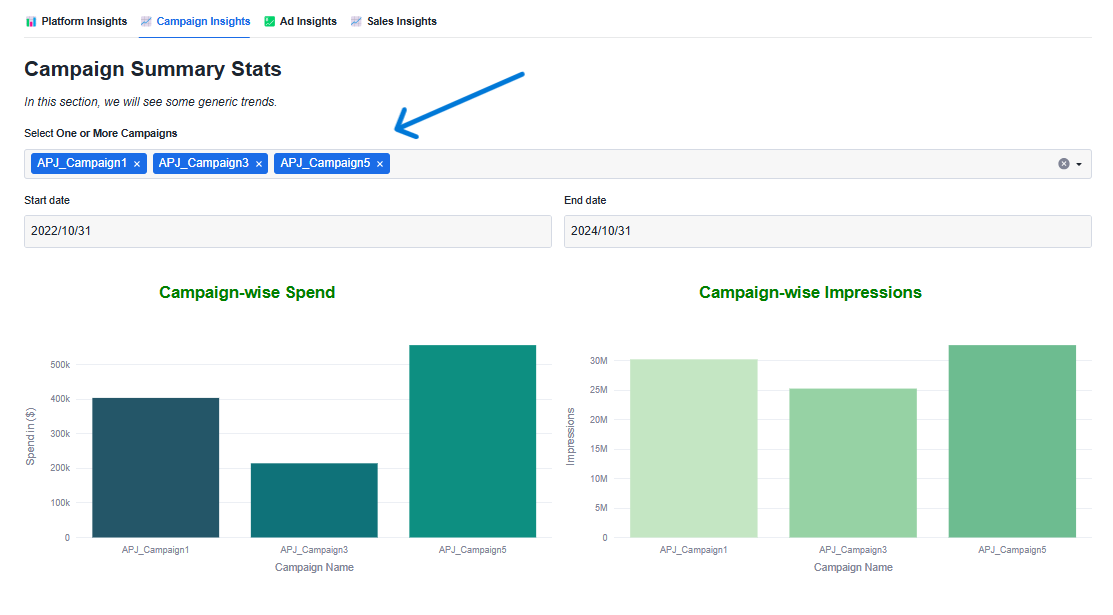 Platform Insights Campaign Insights Ad Insights Sales Insights
Campaign Summary Stats
In this section, we will see some generic trends.
Select One or More Campaigns
APJ_Campaign1 × APJ_Campaign3 × APJ_Campaign5 ×
Start date
2022/10/31
End date
2024/10/31
Campaign-wise Spend
Spend in ($)
500k
400k
300k
200k
100k
0
APJ_Campaign1 APJ_Campaign3 APJ_Campaign5
Campaign Name
Campaign-wise Impressions
Impressions
30M
25M
20M
15M
10M
5M
0
APJ_Campaign1 APJ_Campaign3 APJ_Campaign5
Campaign Name